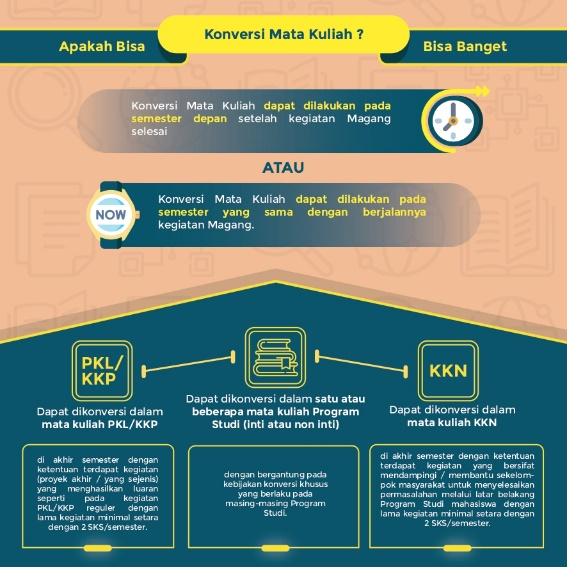 Apakah Bisa
Konversi Mata Kuliah ?
Bisa Banget
Konversi Mata Kuliah dapat dilakukan pada
semester depan setelah kegiatan Magang
selesai
ATAU
NOW
Konversi Mata Kuliah dapat dilakukan pada
semester yang sama dengan berjalannya
kegiatan Magang.
PKL/
KKP
Dapat dikonversi dalam
mata kuliah PKL/KKP
di akhir semester dengan
ketentuan terdapat kegiatan
(proyek akhir / yang sejenis)
yang menghasilkan luaran
seperti pada kegiatan
PKL/KKP reguler dengan
lama kegiatan minimal setara
dengan 2 SKS/semester.
Dapat dikonversi dalam satu atau
beberapa mata kuliah Program
Studi (inti atau non inti)
dengan bergantung pada
kebijakan konversi khusus
yang berlaku pada
masing-masing Program
Studi.
KKN
Dapat dikonversi dalam
mata kuliah KKN
di akhir semester dengan ketentuan
terdapat kegiatan yang bersifat
mendampingi / membantu sekelom-
pok masyarakat untuk menyelesaikan
permasalahan melalui latar belakang
Program Studi mahasiswa dengan
lama kegiatan minimal setara dengan
2 SKS/semester.